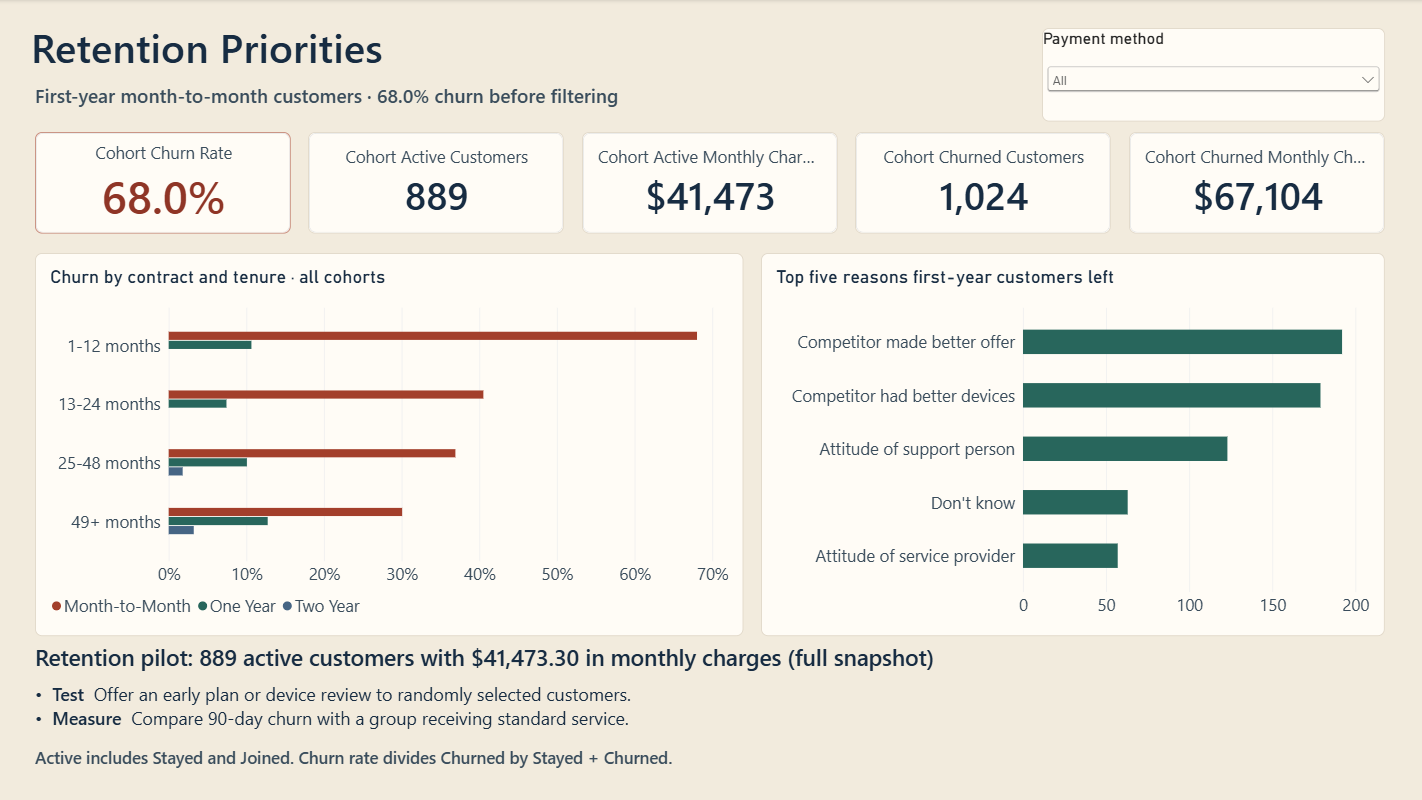 Retention Priorities
First-year month-to-month customers · 68.0% churn before filtering
Payment method
All
Cohort Churn Rate
68.0%
Cohort Active Customers
889
Cohort Active Monthly Char...
$41,473
Cohort Churned Customers
1,024
Cohort Churned Monthly Ch...
$67,104
Churn by contract and tenure · all cohorts
1-12 months
13-24 months
25-48 months
49+ months
0% 10% 20% 30% 40% 50% 60% 70%
Month-to-Month One Year Two Year
Top five reasons first-year customers left
Competitor made better offer
Competitor had better devices
Attitude of support person
Don't know
Attitude of service provider
0 50 100 150 200
Retention pilot: 889 active customers with $41,473.30 in monthly charges (full snapshot)
• Test Offer an early plan or device review to randomly selected customers.
• Measure Compare 90-day churn with a group receiving standard service.
Active includes Stayed and Joined. Churn rate divides Churned by Stayed + Churned.